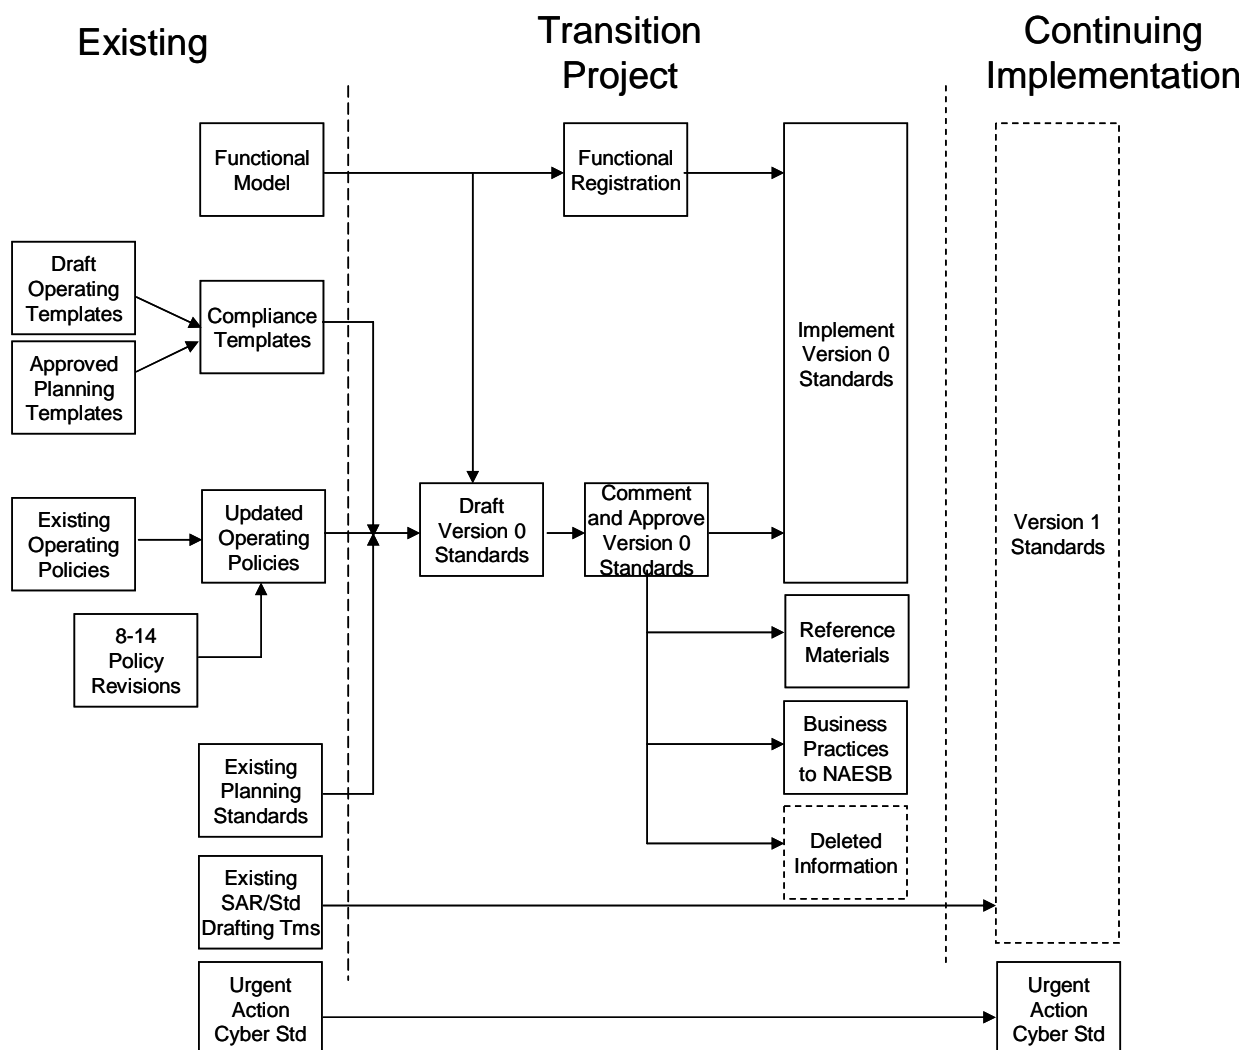 Existing
Transition
Project
Continuing
Implementation
Functional
Model
Functional
Registration
Draft
Operating
Templates
Compliance
Templates
Approved
Planning
Templates
Implement
Version 0
Standards
Existing
Operating
Policies
Updated
Operating
Policies
Draft
Version 0
Standards
Comment
and Approve
Version 0
Standards
Version 1
Standards
8-14
Policy
Revisions
Reference
Materials
Existing
Planning
Standards
Business
Practices
to NAESB
Deleted
Information
Existing
SAR/Std
Drafting Tms
Urgent
Action
Cyber Std
Urgent
Action
Cyber Std